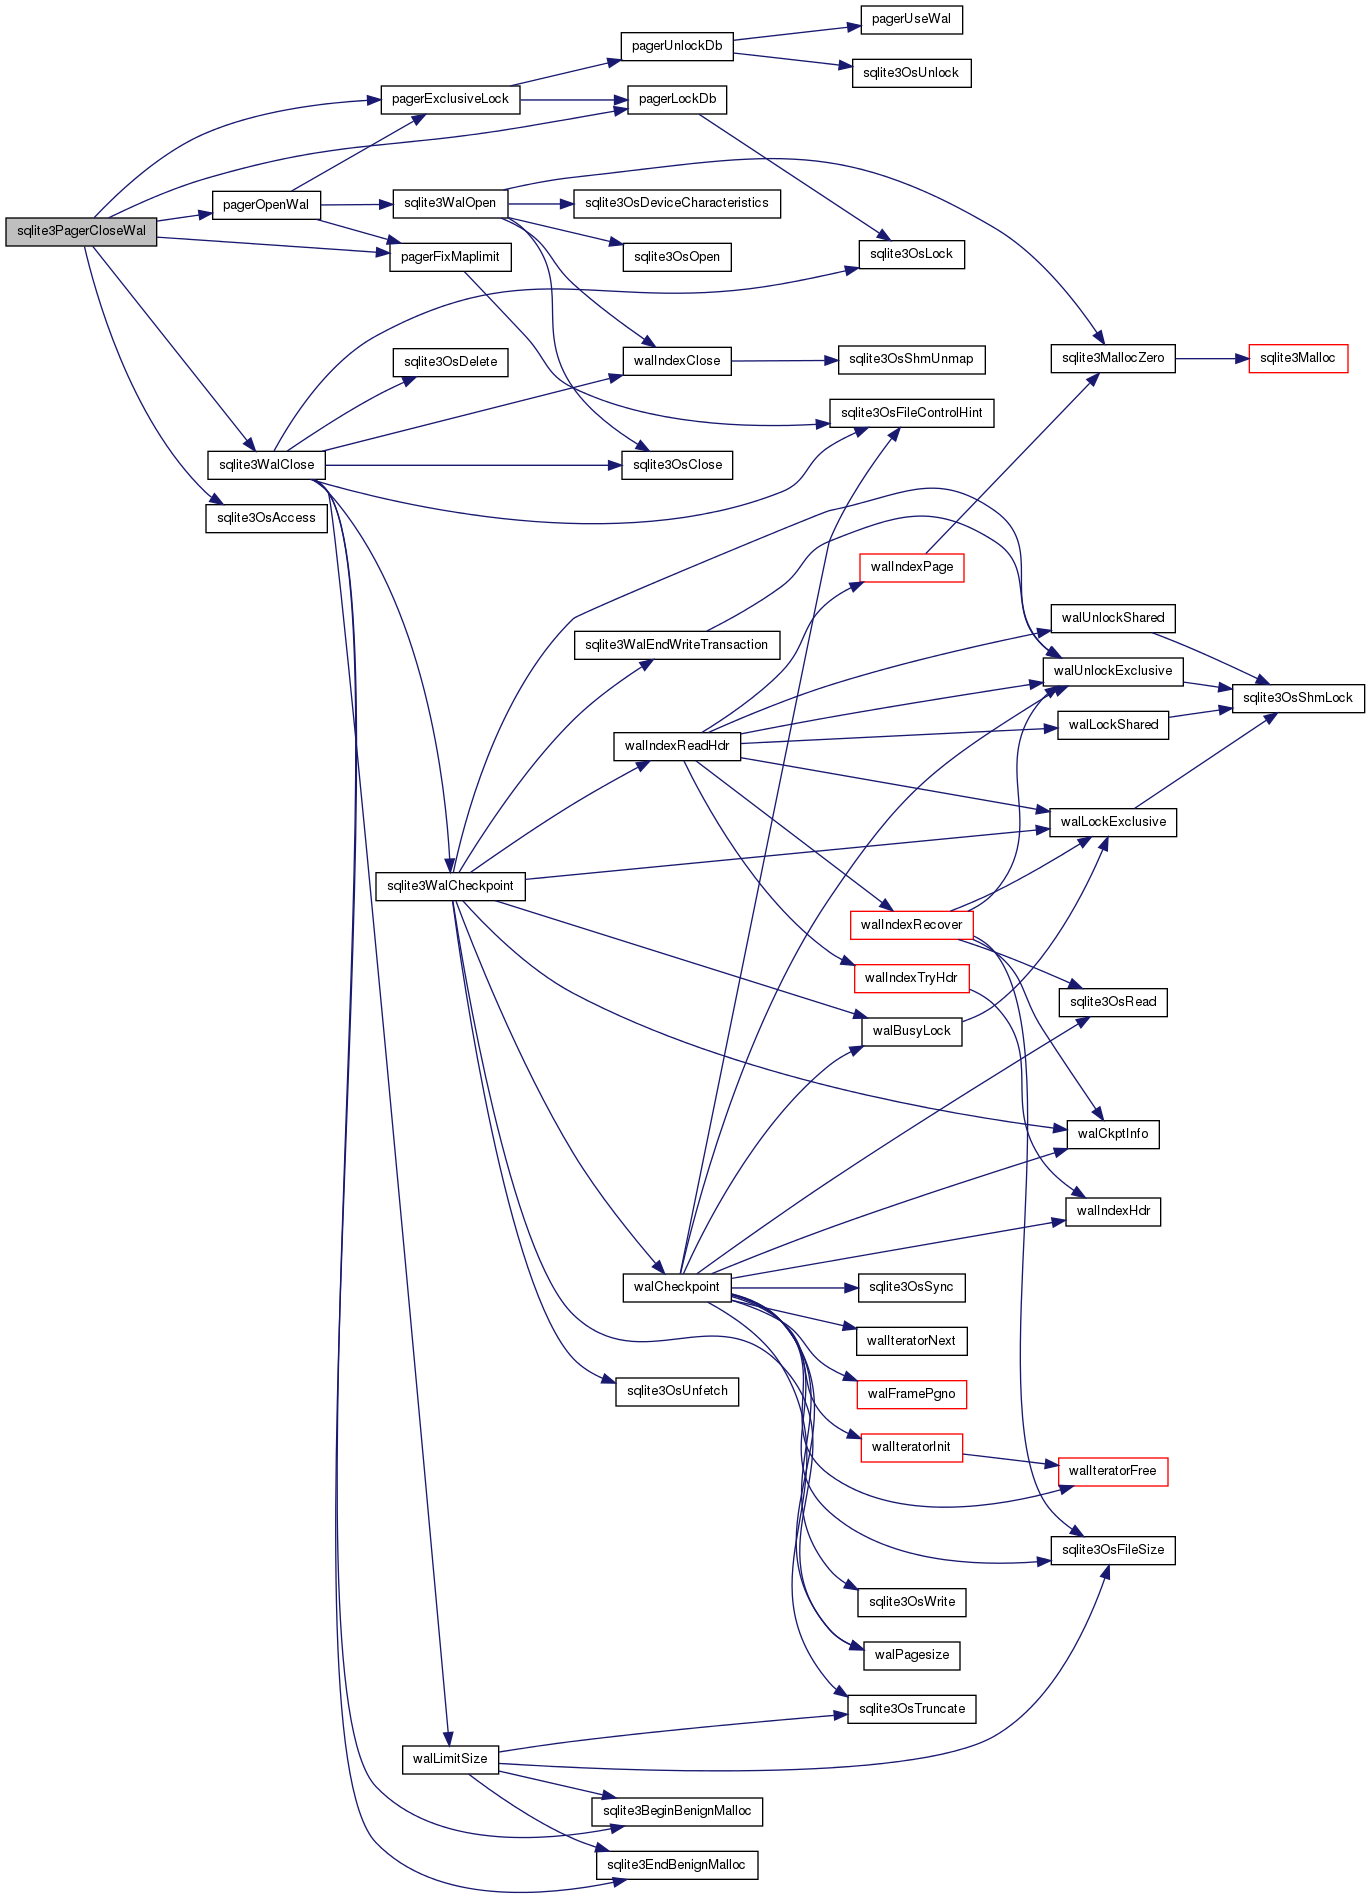 pagerUseWal
pagerUnlockDb
sqlite3OsUnlock
pagerExclusiveLock
pagerLockDb
pagerOpenWal
sqlite3WalOpen
sqlite3OsDeviceCharacteristics
sqlite3PagerCloseWal
pagerFixMaplimit
sqlite3OsOpen
sqlite3OsLock
sqlite3OsDelete
walIndexClose
sqlite3OsShmUnmap
sqlite3MallocZero
sqlite3Malloc
sqlite3OsFileControlHint
sqlite3WalClose
sqlite3OsClose
sqlite3OsAccess
walIndexPage
walUnlockShared
sqlite3WalEndWriteTransaction
walUnlockExclusive
sqlite3OsShmLock
walLockShared
walIndexReadHdr
walLockExclusive
sqlite3WalCheckpoint
walIndexRecover
walIndexTryHdr
sqlite3OsRead
walBusyLock
walCkptInfo
walIndexHdr
walCheckpoint
sqlite3OsSync
walIteratorNext
sqlite3OsUnfetch
walFramePgno
walIteratorInit
walIteratorFree
sqlite3OsFileSize
sqlite3OsWrite
walPagesize
sqlite3OsTruncate
walLimitSize
sqlite3BeginBenignMalloc
sqlite3EndBenignMalloc